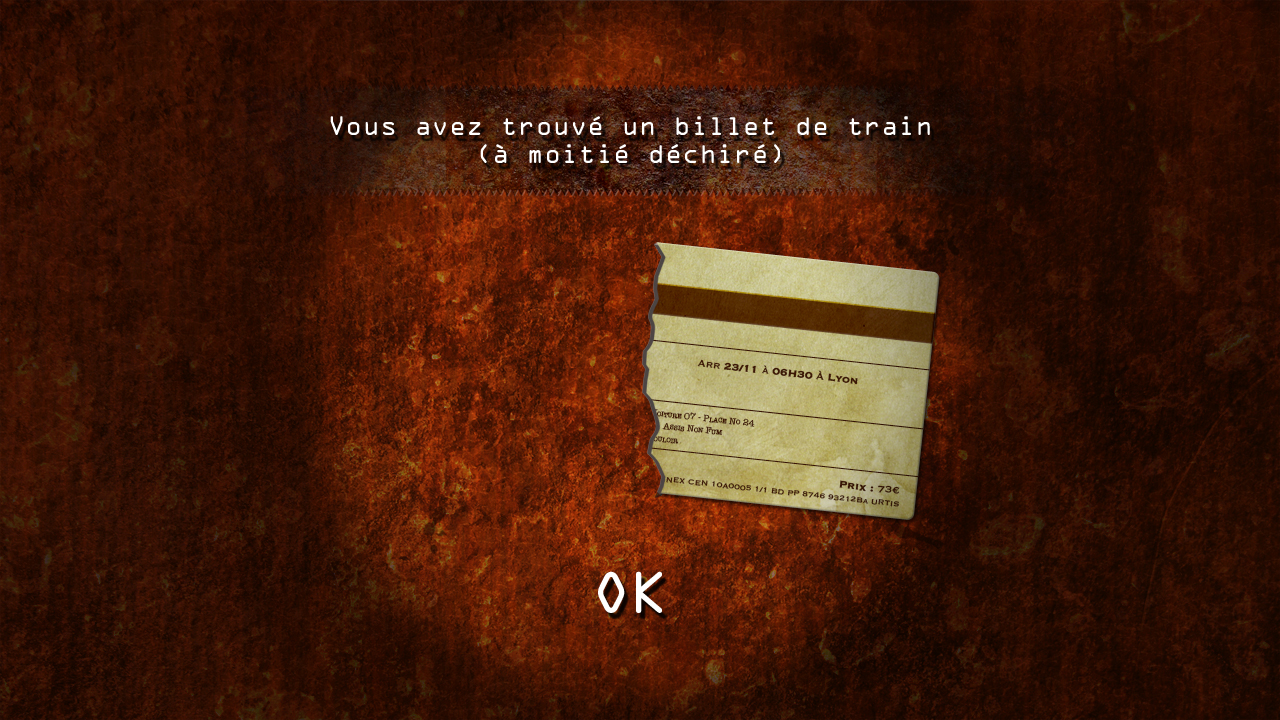 Vous avez trouvé un billet de train
(à moitié déchiré)
Arr 23/11 à 06H30 À Lyon
oiture 07 - Place No 24
Assis Non Fum
ouloir
Prix : 73€
NEX CEN 10A0005 1/1 BD PP 8746 93212Ba URTIS
OK